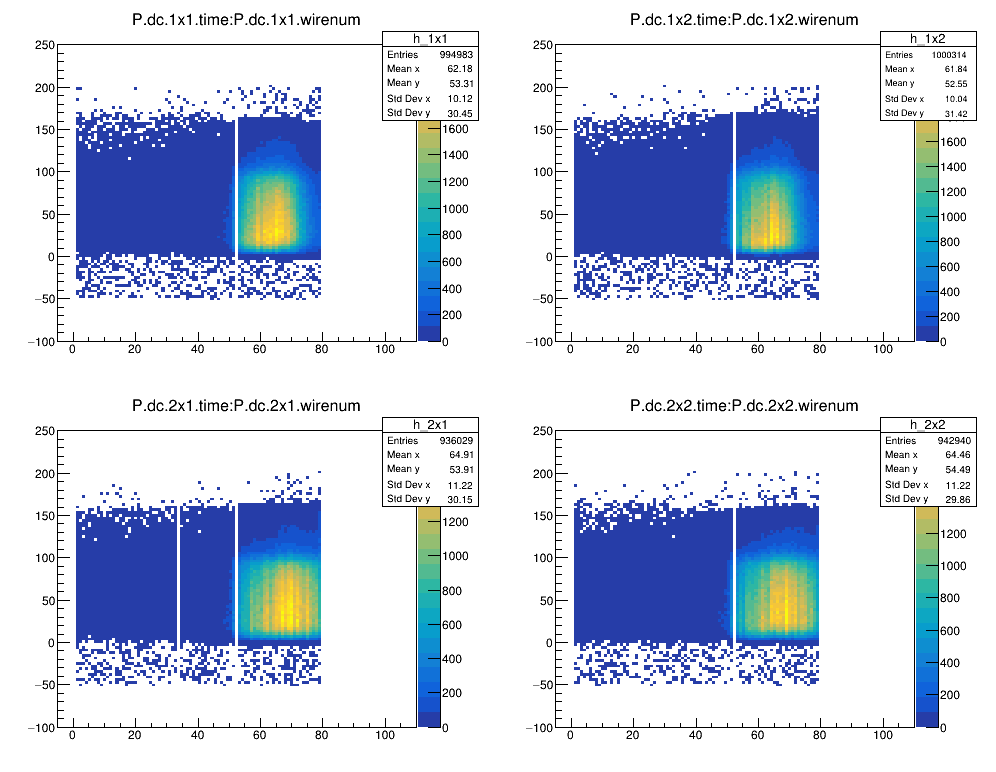 P.dc.1x1.time:P.dc.1x1.wirenum
h_1x1
Entries 994983
Mean x 62.18
Mean y 53.31
Std Dev x 10.12
Std Dev y 30.45
250
200
150
100
50
0
−50
−100
0 20 40 60 80 100
1600
1400
1200
1000
800
600
400
200
0
P.dc.1x2.time:P.dc.1x2.wirenum
h_1x2
Entries 1000314
Mean x 61.84
Mean y 52.55
Std Dev x 10.04
Std Dev y 31.42
250
200
150
100
50
0
−50
−100
0 20 40 60 80 100
1600
1400
1200
1000
800
600
400
200
0
P.dc.2x1.time:P.dc.2x1.wirenum
h_2x1
Entries 936029
Mean x 64.91
Mean y 53.91
Std Dev x 11.22
Std Dev y 30.15
250
200
150
100
50
0
−50
−100
0 20 40 60 80 100
1200
1000
800
600
400
200
0
P.dc.2x2.time:P.dc.2x2.wirenum
h_2x2
Entries 942940
Mean x 64.46
Mean y 54.49
Std Dev x 11.22
Std Dev y 29.86
250
200
150
100
50
0
−50
−100
0 20 40 60 80 100
1200
1000
800
600
400
200
0